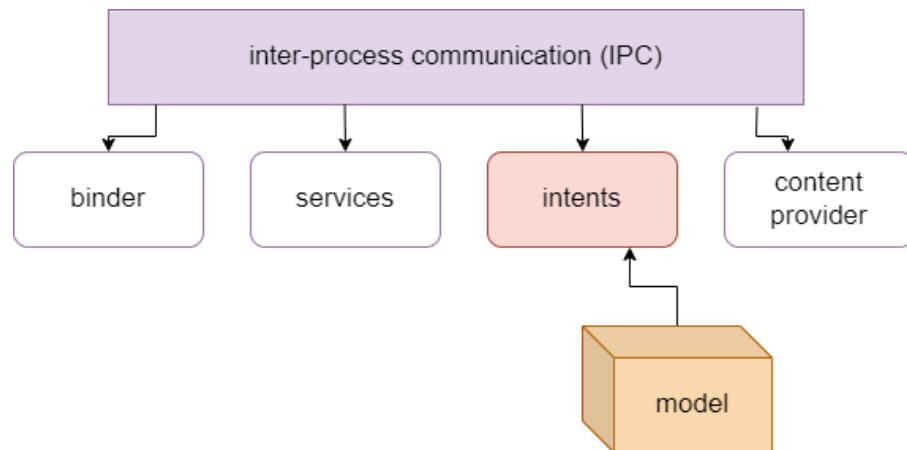 inter-process communication (IPC)
binder
services
intents
content
provider
model